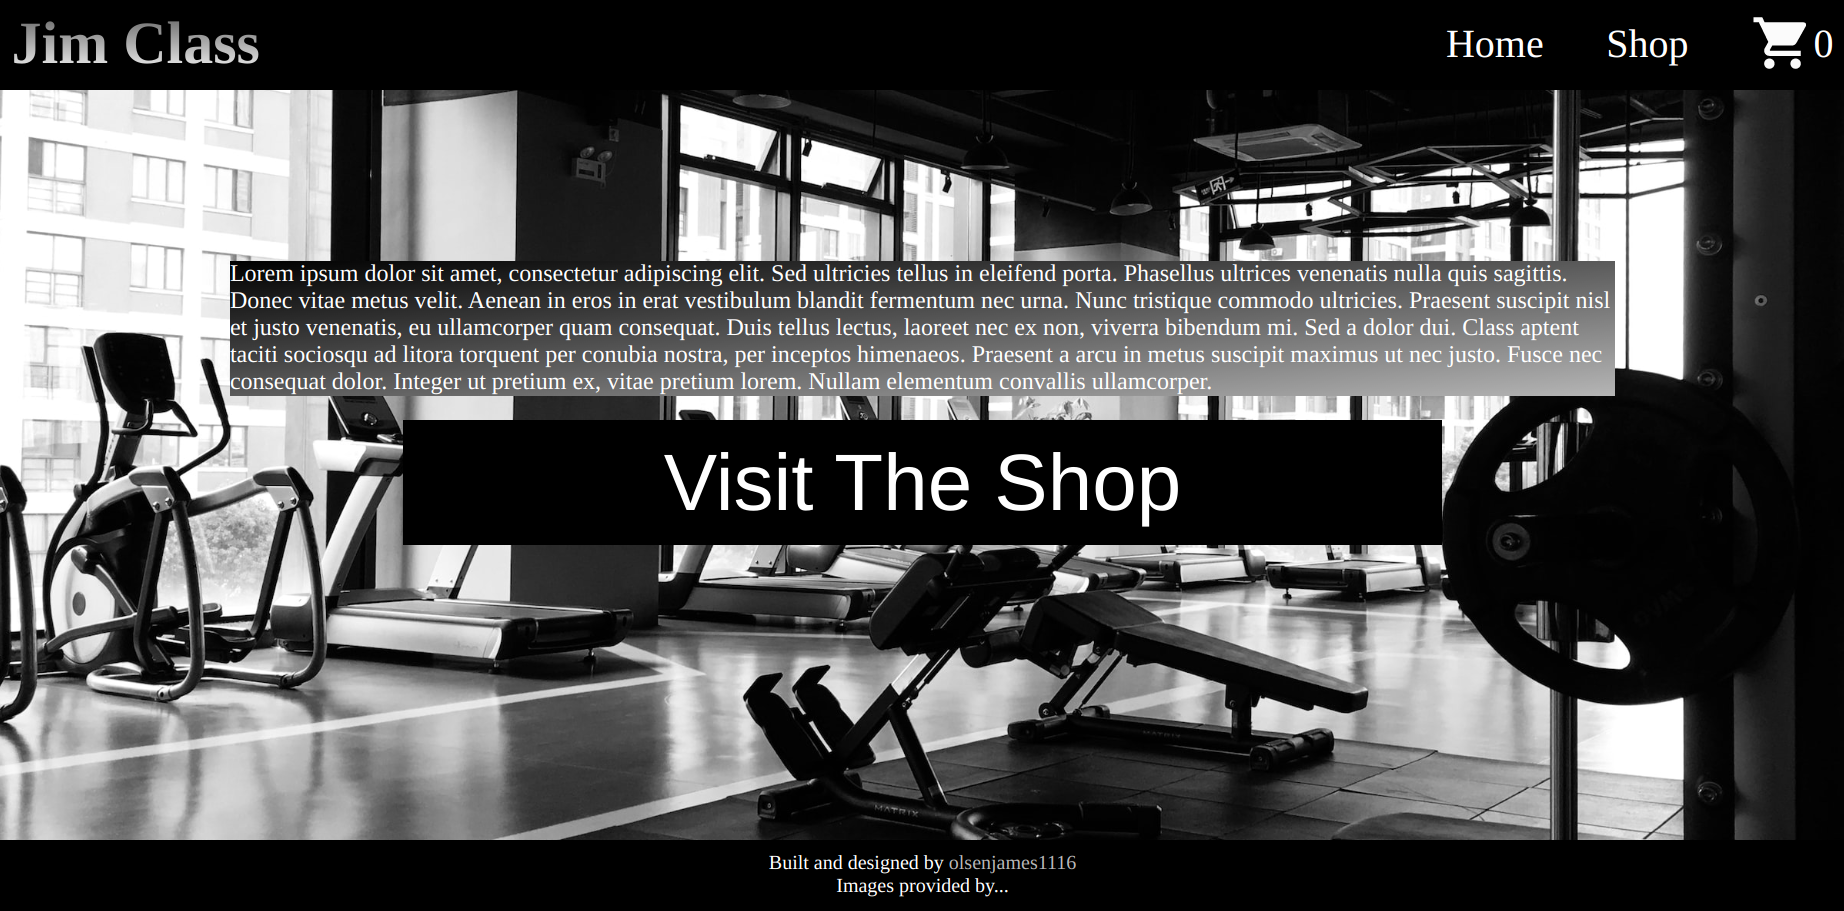 Jim Class
Home
Shop
0
Lorem ipsum dolor sit amet, consectetur adipiscing elit. Sed ultricies tellus in eleifend porta. Phasellus ultrices venenatis nulla quis sagittis.
Donec vitae metus velit. Aenean in eros in erat vestibulum blandit fermentum nec urna. Nunc tristique commodo ultricies. Praesent suscipit nisl
et justo venenatis, eu ullamcorper quam consequat. Duis tellus lectus, laoreet nec ex non, viverra bibendum mi. Sed a dolor dui. Class aptent
taciti sociosqu ad litora torquent per conubia nostra, per inceptos himenaeos. Praesent a arcu in metus suscipit maximus ut nec justo. Fusce nec
consequat dolor. Integer ut pretium ex, vitae pretium lorem. Nullam elementum convallis ullamcorper.
Visit The Shop
MATRIX
MATRIX
Built and designed by olsenjames1116
Images provided by...